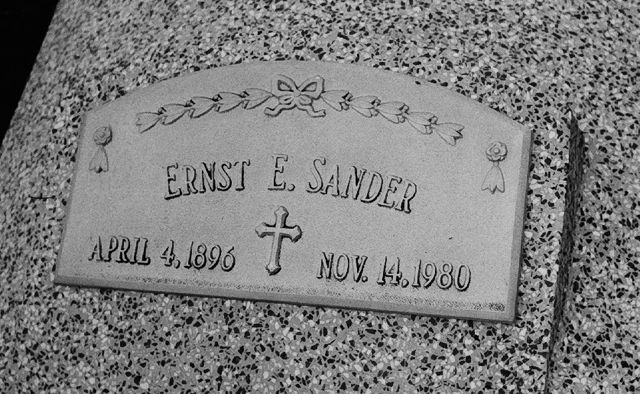 ERNST E. SANDER
APRIL 4, 1896 NOV. 14, 1980